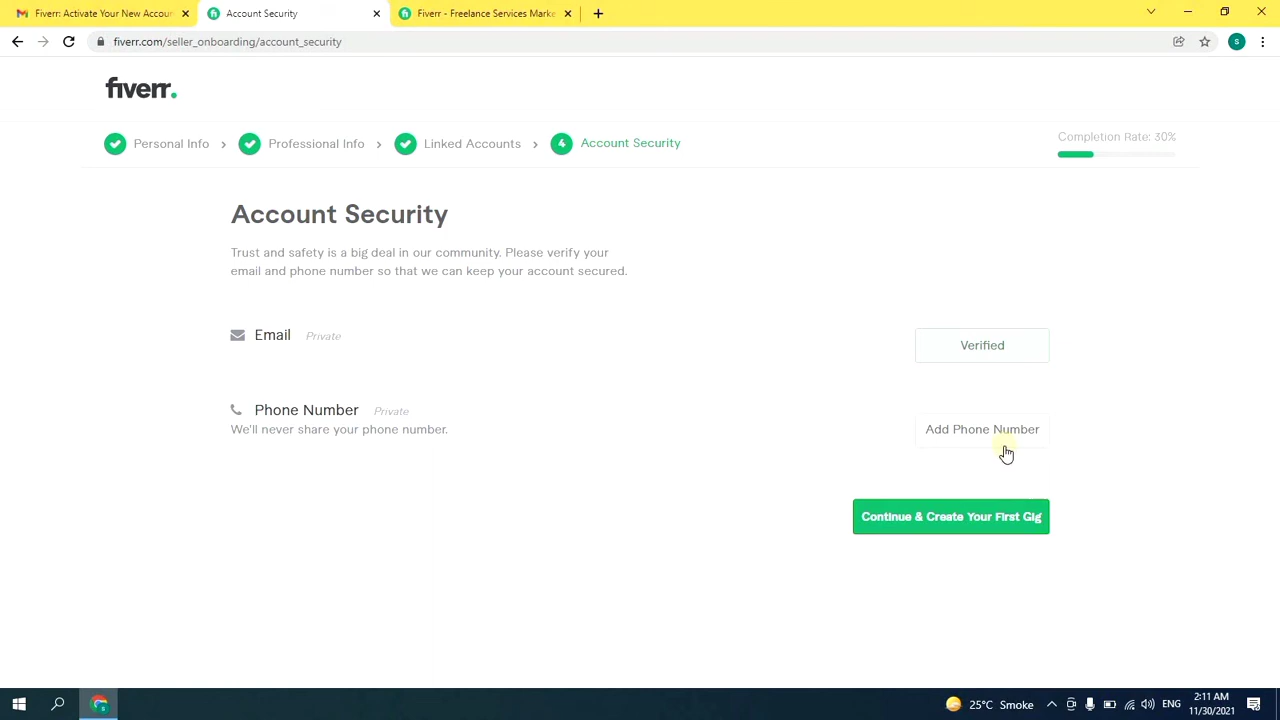 Fiverr: Activate Your New Accoun
Account Security
Fiverr - Freelance Services Marke
fiverr.com/seller_onboarding/account_security
s
fiverr.
Personal Info
Professional Info
Linked Accounts
4 Account Security
Completion Rate: 30%
Account Security
Trust and safety is a big deal in our community. Please verify your
email and phone number so that we can keep your account secured.
Email Private
Verified
Phone Number Private
We'll never share your phone number.
Add Phone Number
Continue & Create Your First Gig
25°C Smoke
ENG
2:11 AM
11/30/2021